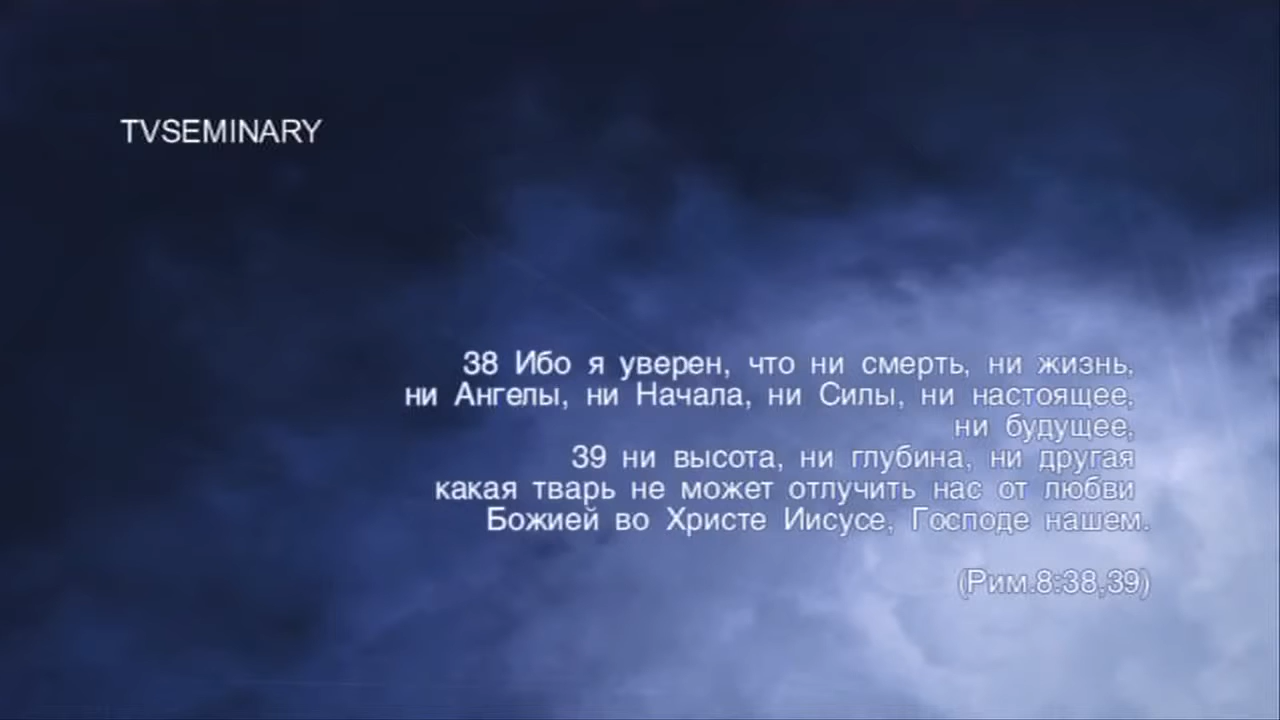 TVSEMINARY
38 Ибо я уверен, что ни смерть, ни жизнь,
ни Ангелы, ни Начала, ни Силы, ни настоящее,
ни будущее,
39 ни высота, ни глубина, ни другая
какая тварь не может отлучить нас от любви
Божией во Христе Иисусе, Господе нашем.
(Рим.8:38,39)